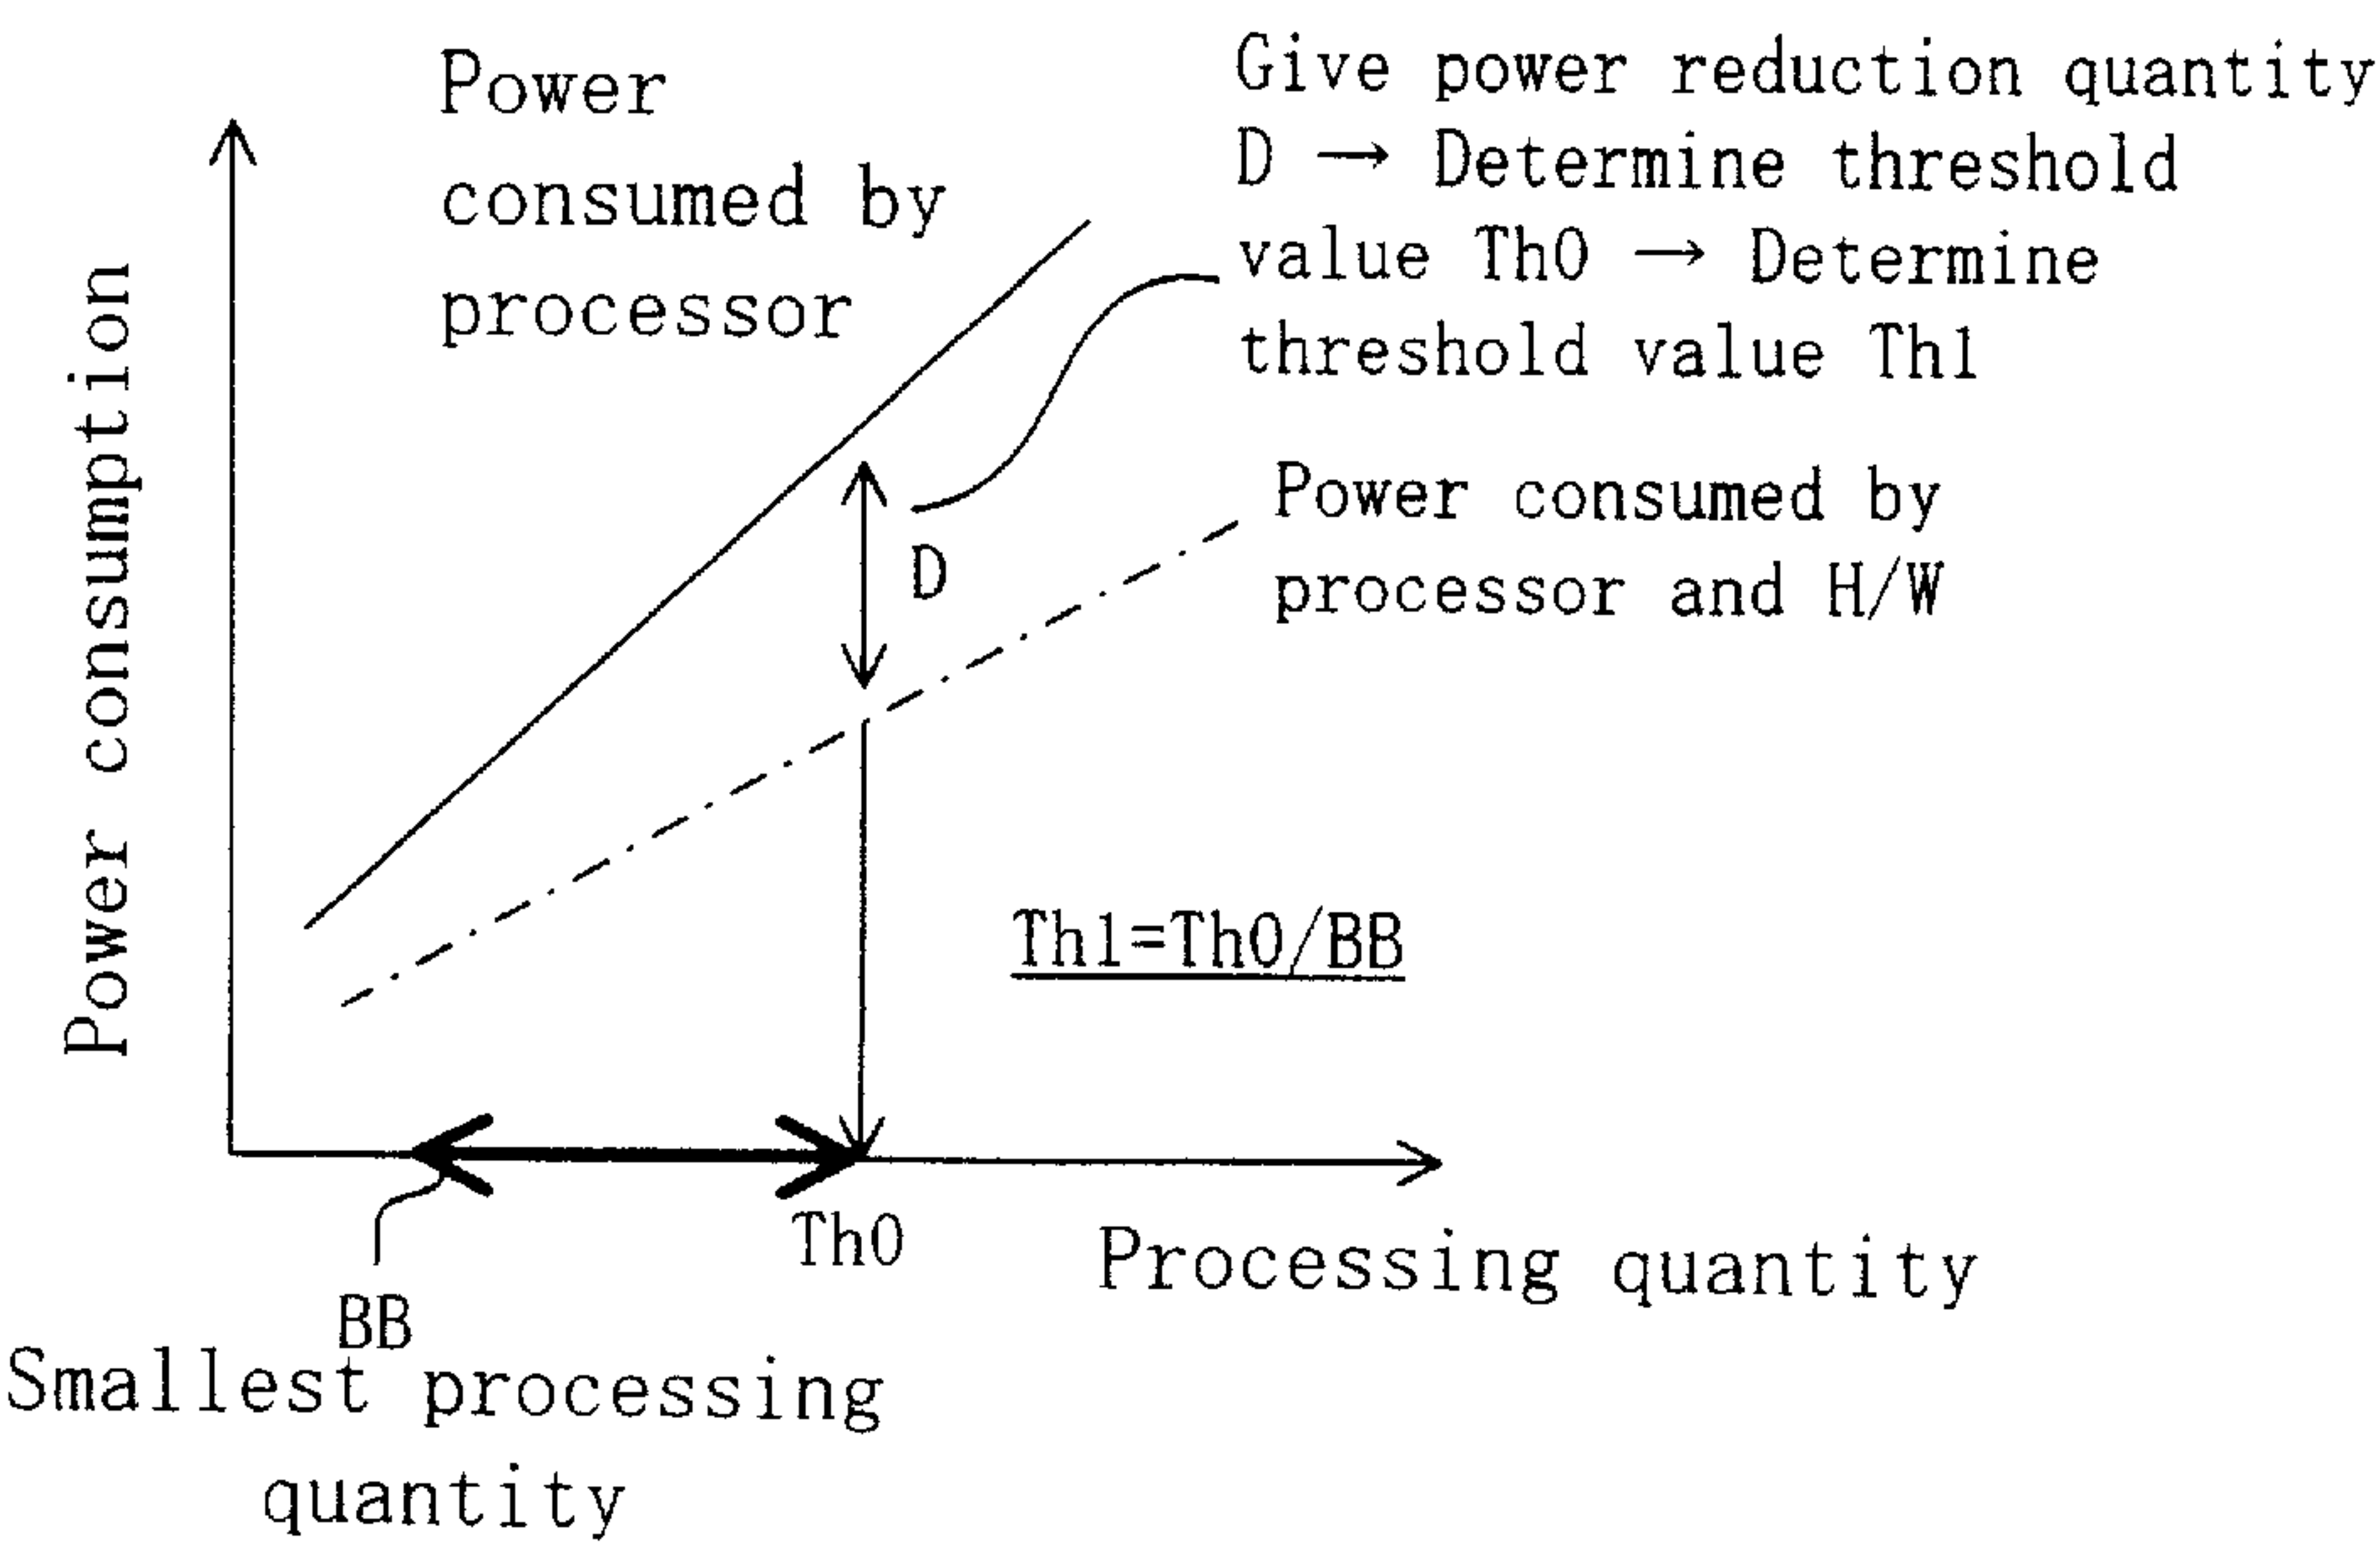 Power
consumed by
processor
Give power reduction quantity
D → Determine threshold
value Th0 → Determine
threshold value Th1
Power consumption
D
Power consumed by
processor and H/W
Th1=Th0/BB
Th0
Processing quantity
BB
Smallest processing
quantity